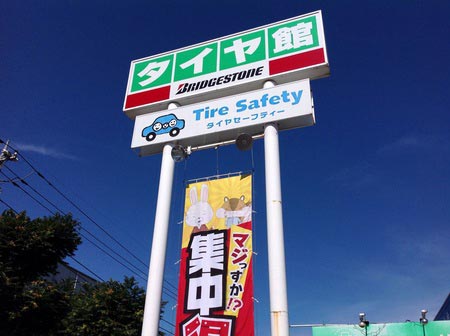 タイヤ館
BRIDGESTONE
Tire Safety
タイヤセーフティー
マジっすか!?
集中